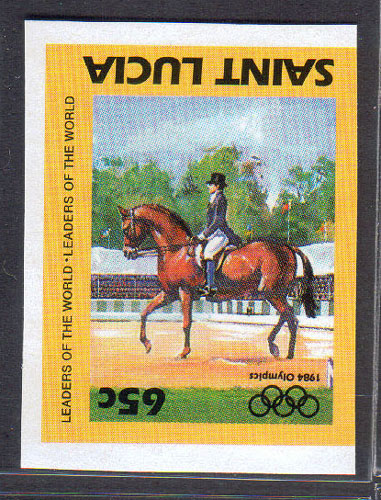 SAINT LUCIA
LEADERS OF THE WORLD • LEADERS OF THE WORLD
1984 Olympics
65c